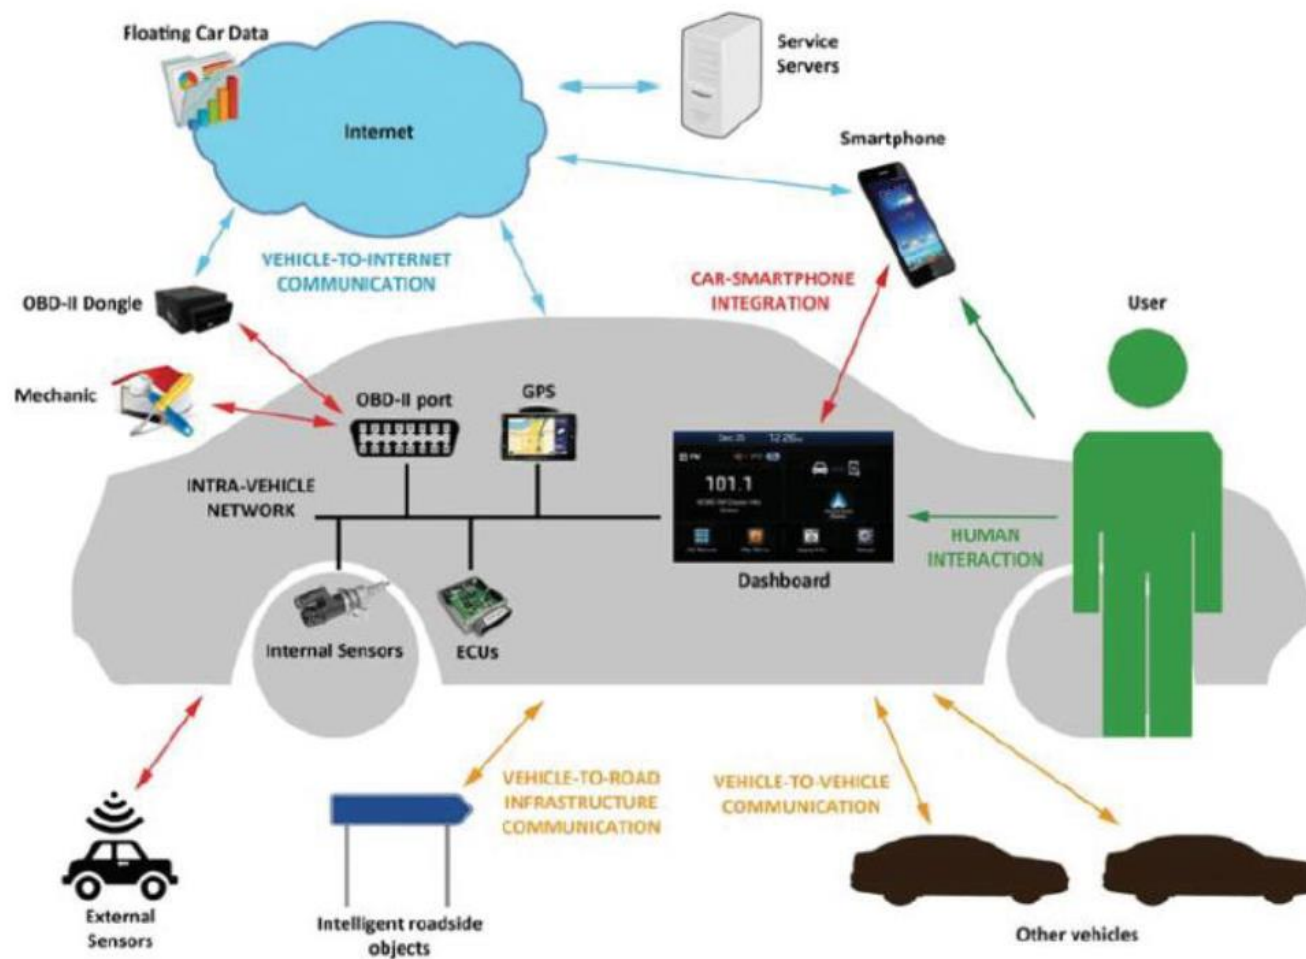 Floating Car Data
Service
Servers
Internet
Smartphone
VEHICLE-TO-INTERNET
COMMUNICATION
CAR-SMARTPHONE
INTEGRATION
OBD-II Dongle
User
Mechanic
OBD-II port
GPS
INTRA-VEHICLE
NETWORK
101.1
HUMAN
INTERACTION
Dashboard
Internal Sensors
ECUs
VEHICLE-TO-ROAD
INFRASTRUCTURE
COMMUNICATION
VEHICLE-TO-VEHICLE
COMMUNICATION
External
Sensors
Intelligent roadside
objects
Other vehicles